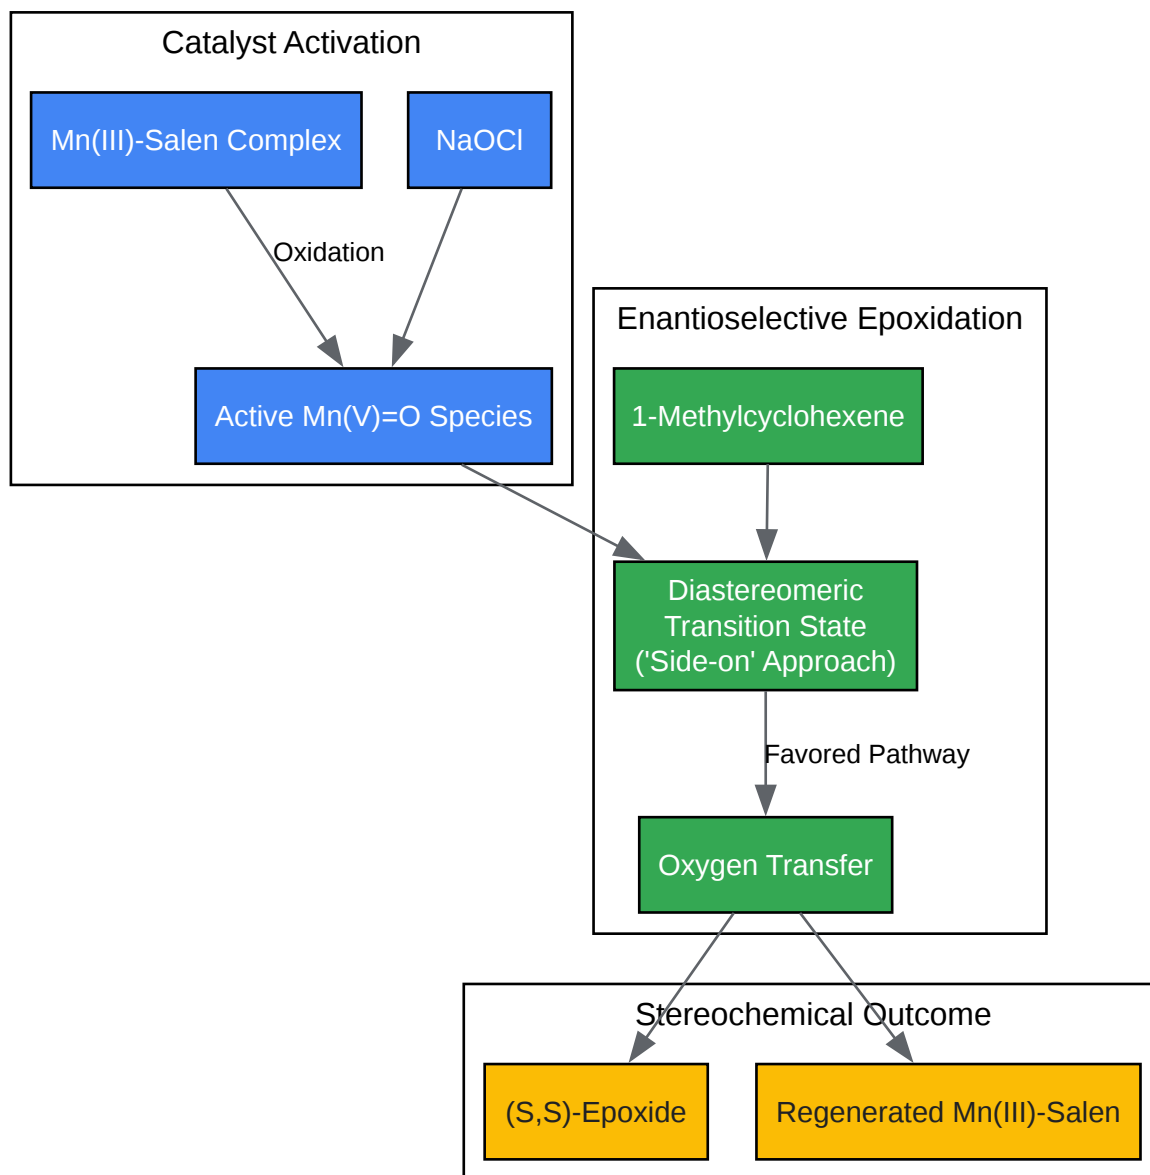 Catalyst Activation
Mn(III)-Salen Complex
NaOCl
Oxidation
Active Mn(V)=O Species
Enantioselective Epoxidation
1-Methylcyclohexene
Diastereomeric
Transition State
('Side-on' Approach)
Favored Pathway
Oxygen Transfer
Stereochemical Outcome
(S,S)-Epoxide
Regenerated Mn(III)-Salen